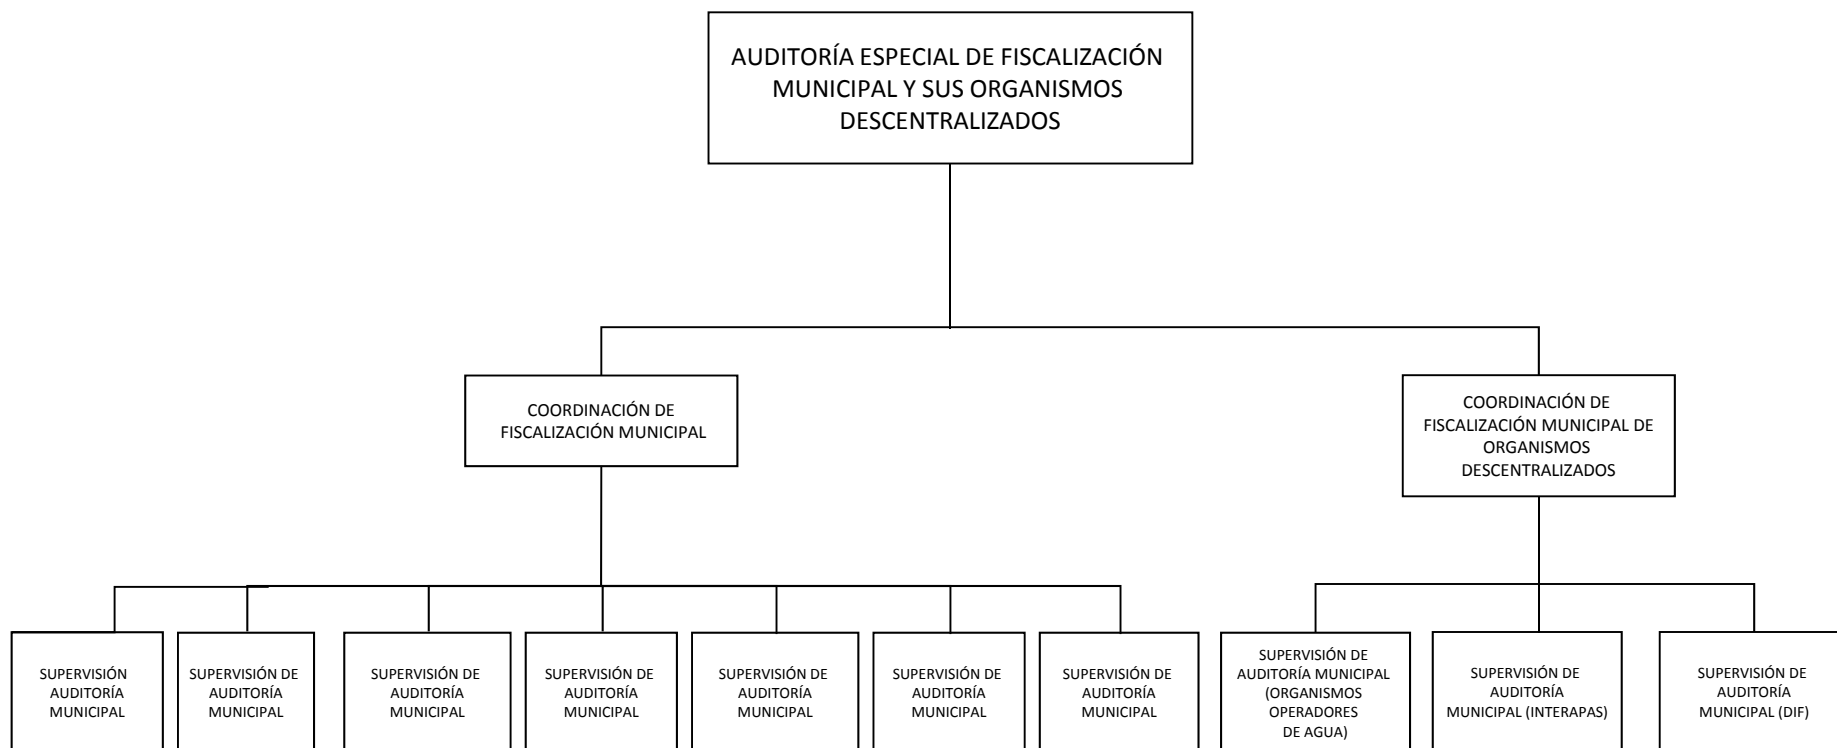 AUDITORÍA ESPECIAL DE FISCALIZACIÓN
MUNICIPAL Y SUS ORGANISMOS
DESCENTRALIZADOS
COORDINACIÓN DE
FISCALIZACIÓN MUNICIPAL
COORDINACIÓN DE
FISCALIZACIÓN MUNICIPAL DE
ORGANISMOS
DESCENTRALIZADOS
SUPERVISIÓN
AUDITORÍA
MUNICIPAL
SUPERVISIÓN DE
AUDITORÍA
MUNICIPAL
SUPERVISIÓN DE
AUDITORÍA
MUNICIPAL
SUPERVISIÓN DE
AUDITORÍA
MUNICIPAL
SUPERVISIÓN DE
AUDITORÍA
MUNICIPAL
SUPERVISIÓN DE
AUDITORÍA
MUNICIPAL
SUPERVISIÓN DE
AUDITORÍA
MUNICIPAL
SUPERVISIÓN DE
AUDITORÍA MUNICIPAL
(ORGANISMOS
OPERADORES
DE AGUA)
SUPERVISIÓN DE
AUDITORÍA
MUNICIPAL (INTERAPAS)
SUPERVISIÓN DE
AUDITORÍA
MUNICIPAL (DIF)